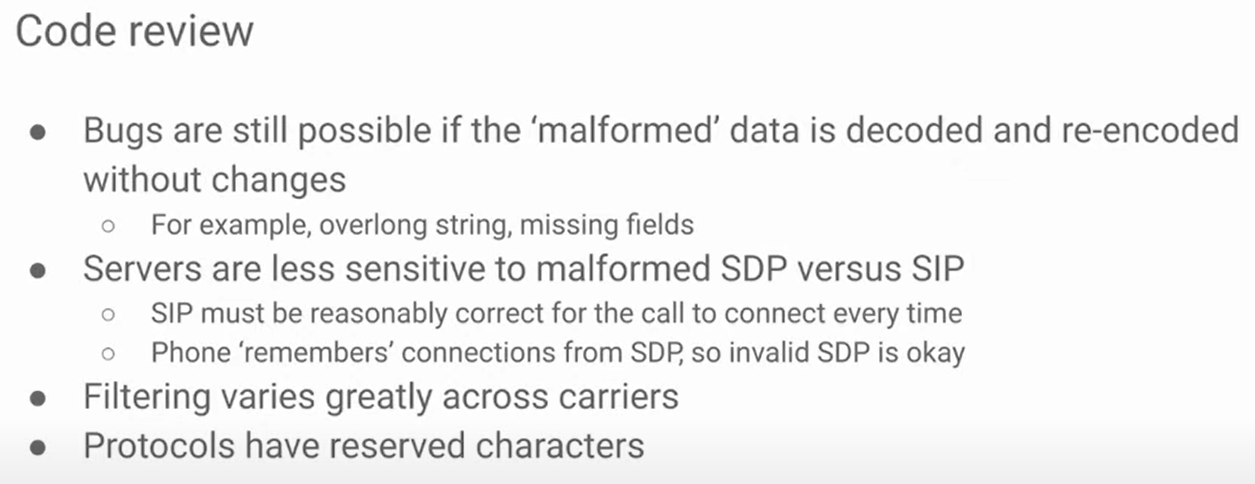 Code review
● Bugs are still possible if the ‘malformed’ data is decoded and re-encoded
without changes
○ For example, overlong string, missing fields
● Servers are less sensitive to malformed SDP versus SIP
○ SIP must be reasonably correct for the call to connect every time
○ Phone ‘remembers’ connections from SDP, so invalid SDP is okay
● Filtering varies greatly across carriers
● Protocols have reserved characters